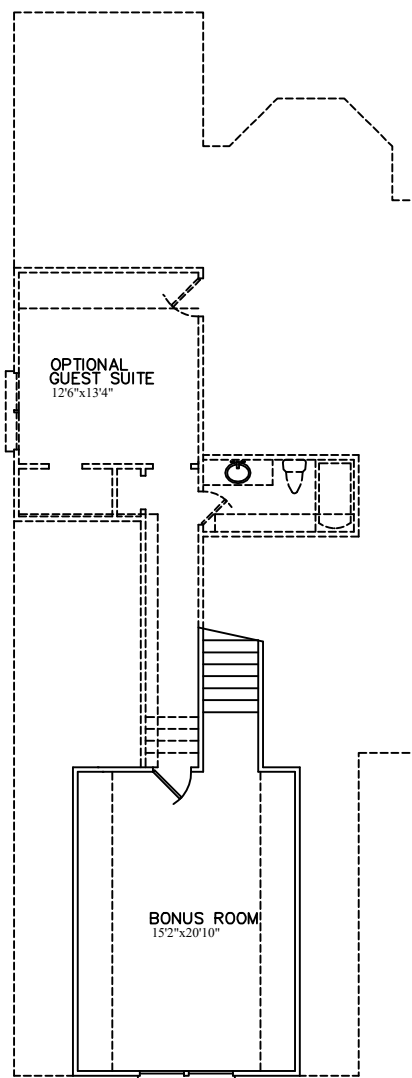 OPTIONAL
GUEST SUITE
12'6"x13'4"
BONUS ROOM
15'2"x20'10"